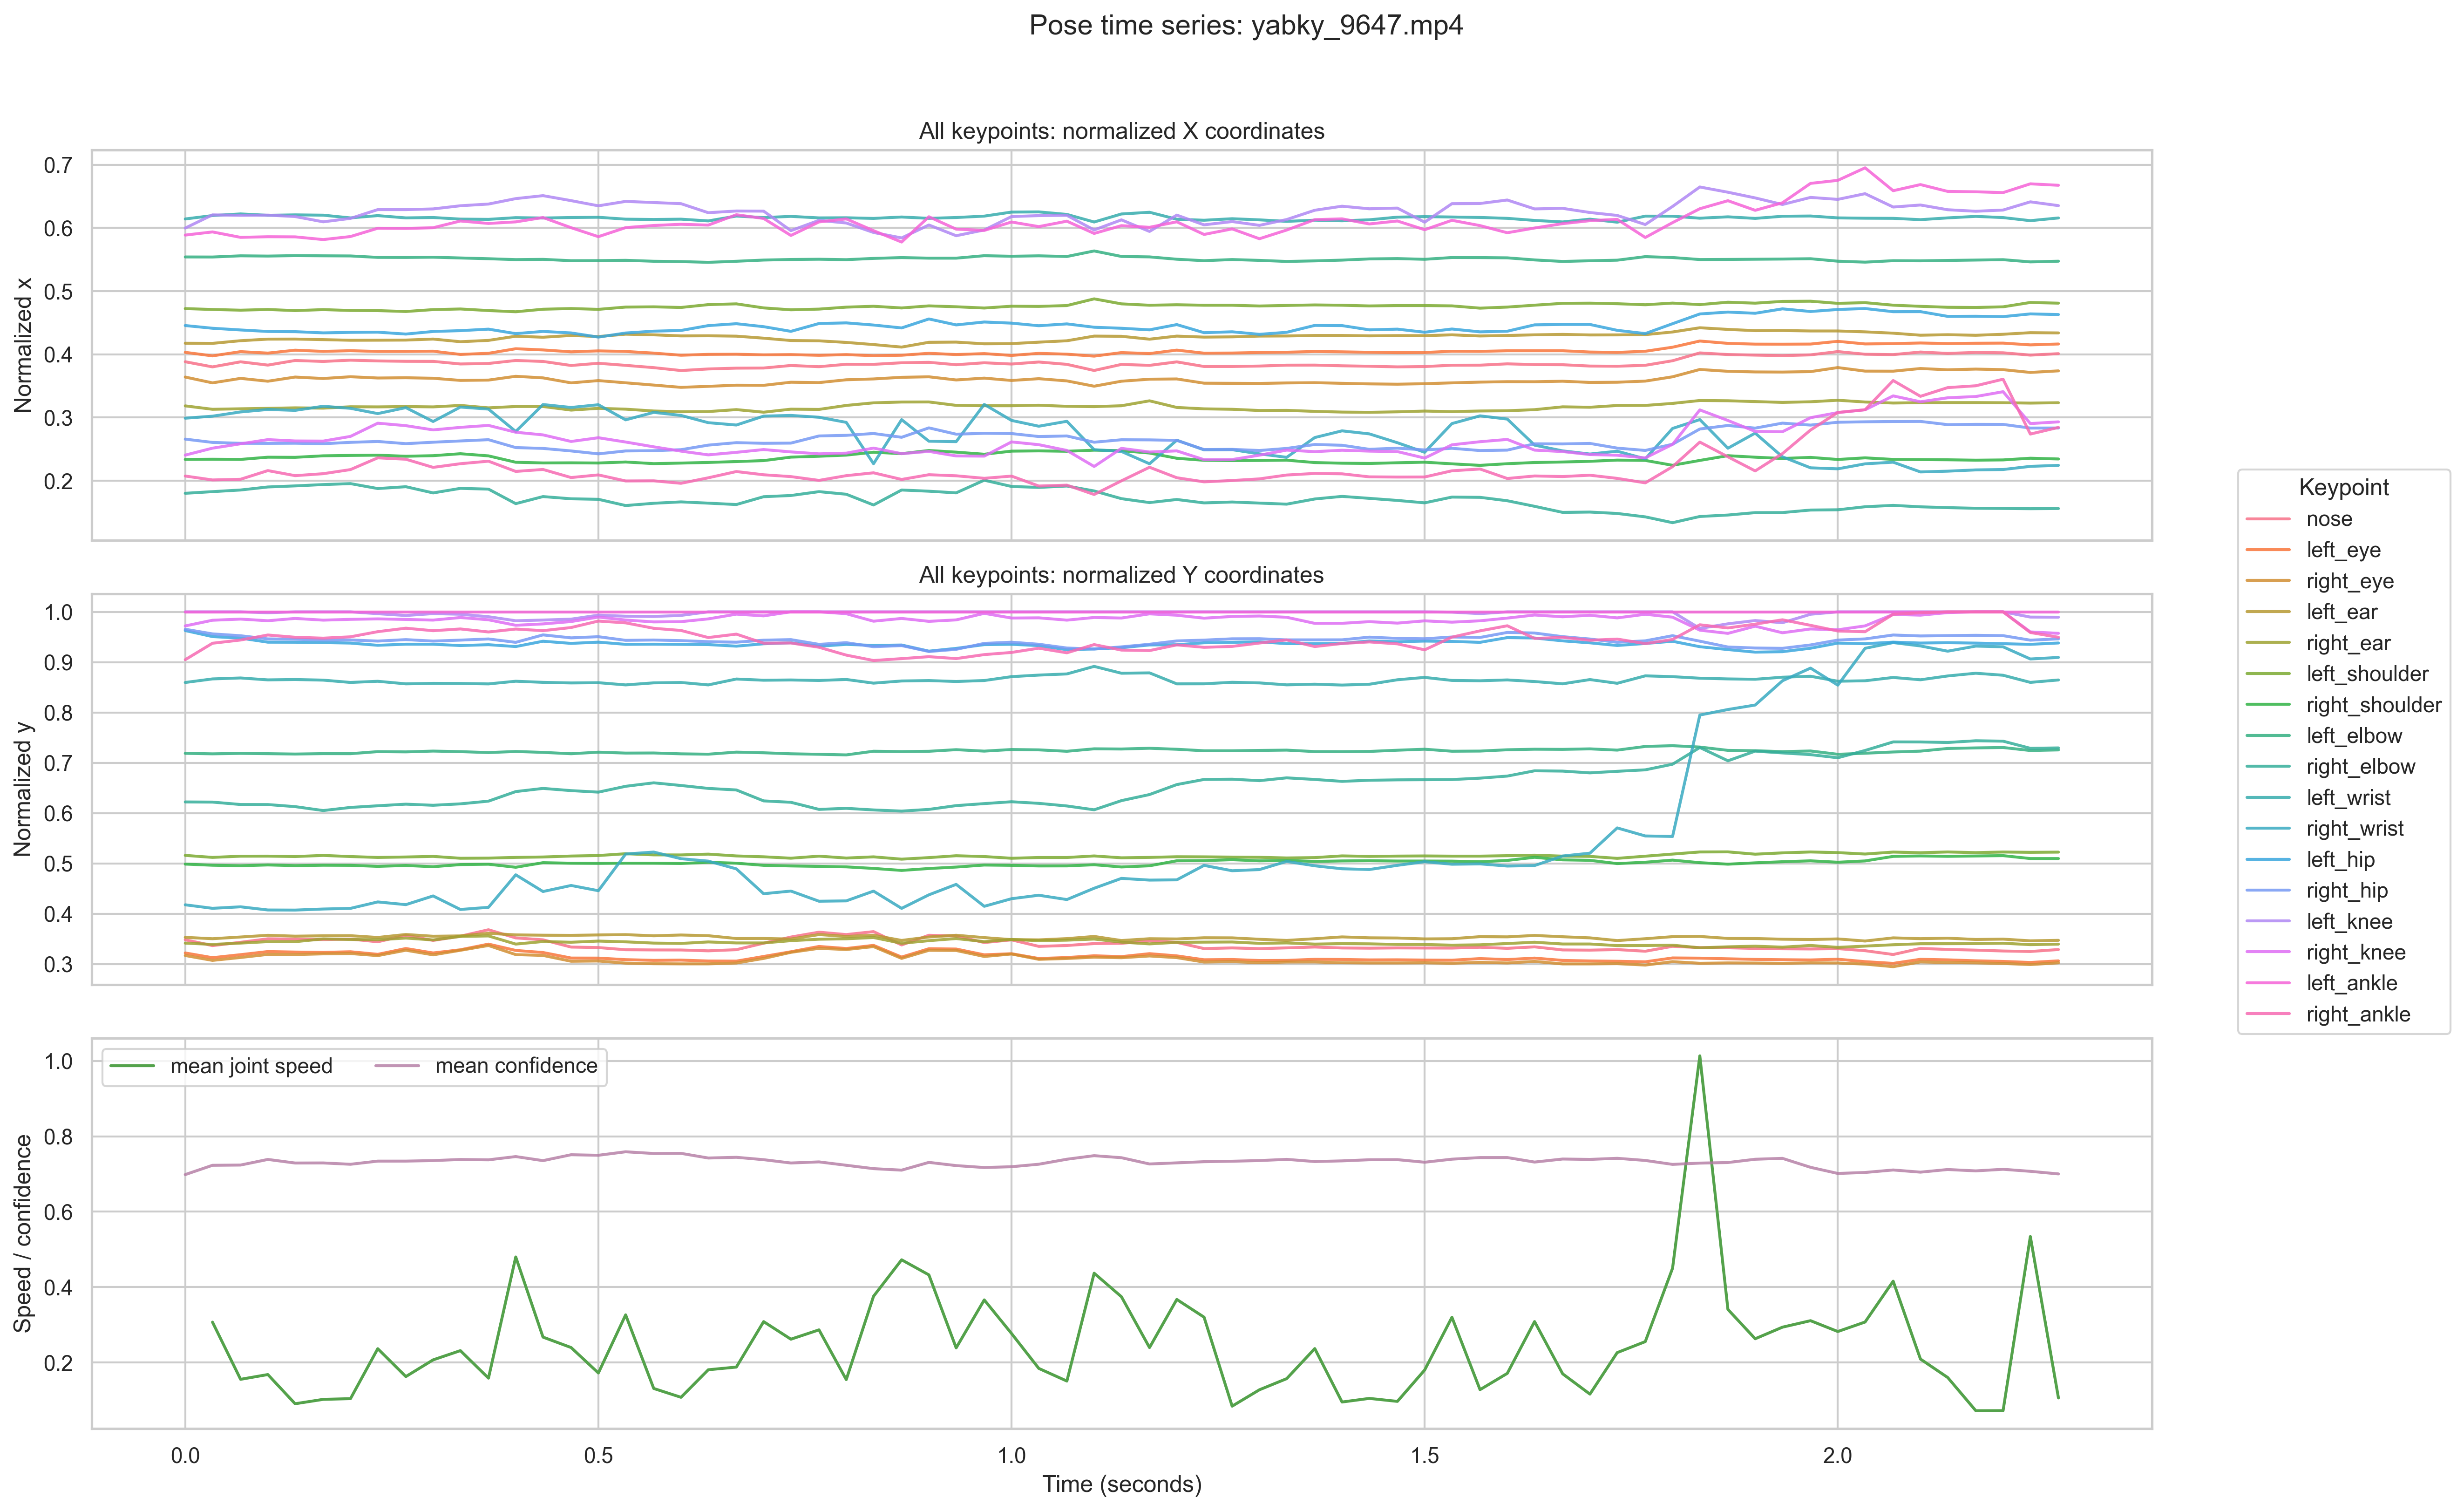 Pose time series: yabky_9647.mp4
All keypoints: normalized X coordinates
Normalized x
0.7
0.6
0.5
0.4
0.3
0.2
All keypoints: normalized Y coordinates
Normalized y
1.0
0.9
0.8
0.7
0.6
0.5
0.4
0.3
Keypoint
nose
left_eye
right_eye
left_ear
right_ear
left_shoulder
right_shoulder
left_elbow
right_elbow
left_wrist
right_wrist
left_hip
right_hip
left_knee
right_knee
left_ankle
right_ankle
mean joint speed
mean confidence
Speed / confidence
1.0
0.8
0.6
0.4
0.2
0.0
0.5
1.0
1.5
2.0
Time (seconds)